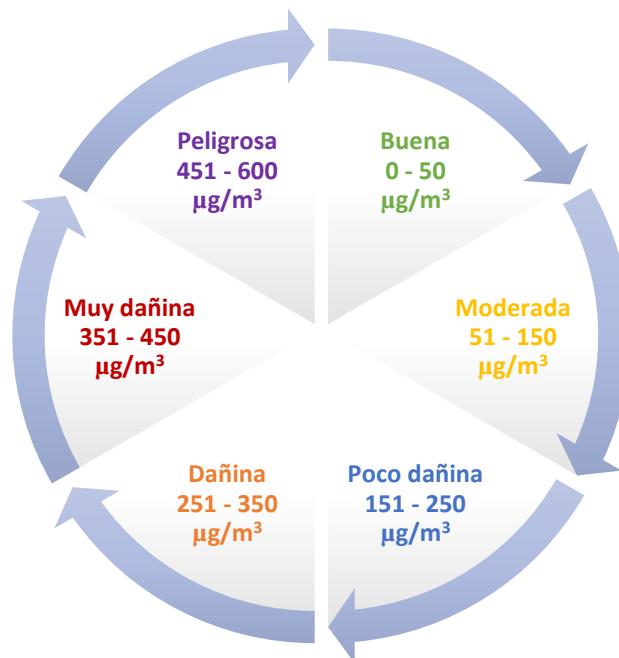 Buena
0 - 50
µg/m³
Moderada
51 - 150
µg/m³
Poco dañina
151 - 250
µg/m³
Dañina
251 - 350
µg/m³
Muy dañina
351 - 450
µg/m³
Peligrosa
451 - 600
µg/m³